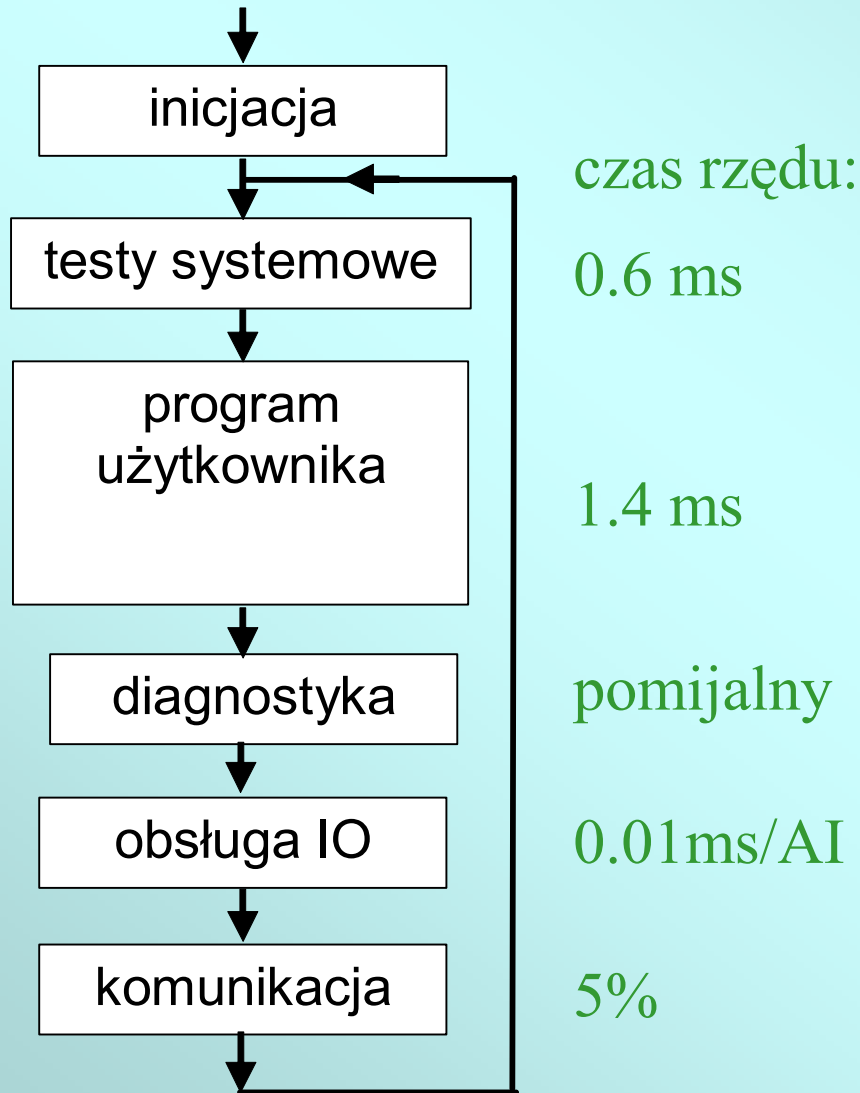 inicjacja
czas rzędu:
testy systemowe
0.6 ms
program
użytkownika
1.4 ms
diagnostyka
pomijalny
obsługa IO
0.01ms/AI
komunikacja
5%